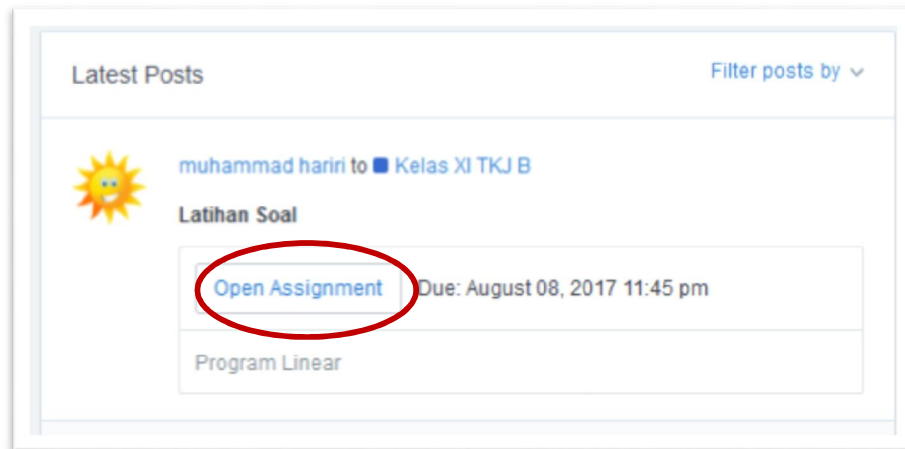 Latest Posts
Filter posts by
muhammad hariri to Kelas XI TKJ B
Latihan Soal
Open Assignment Due: August 08, 2017 11:45 pm
Program Linear